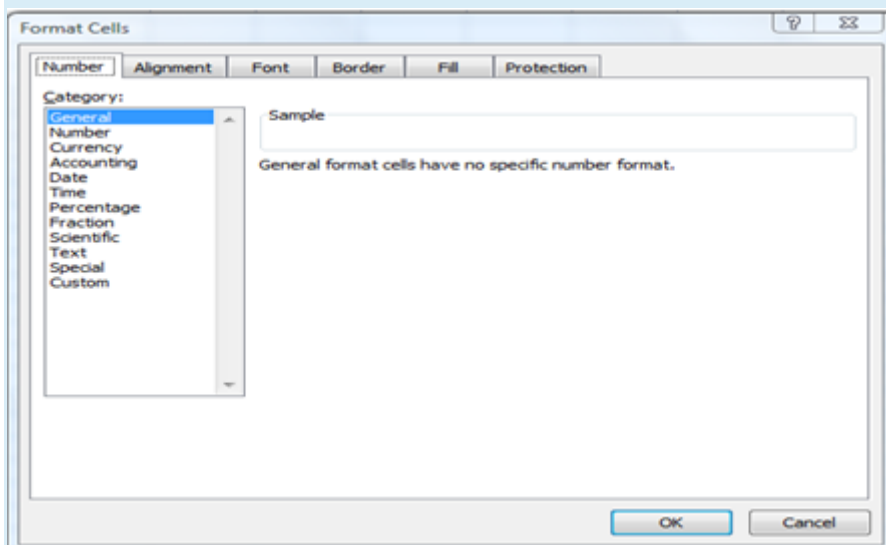 Format Cells
Number Alignment Font Border Fill Protection
Category:
General
Number
Currency
Accounting
Date
Time
Percentage
Fraction
Scientific
Text
Special
Custom
Sample
General format cells have no specific number format.
OK Cancel